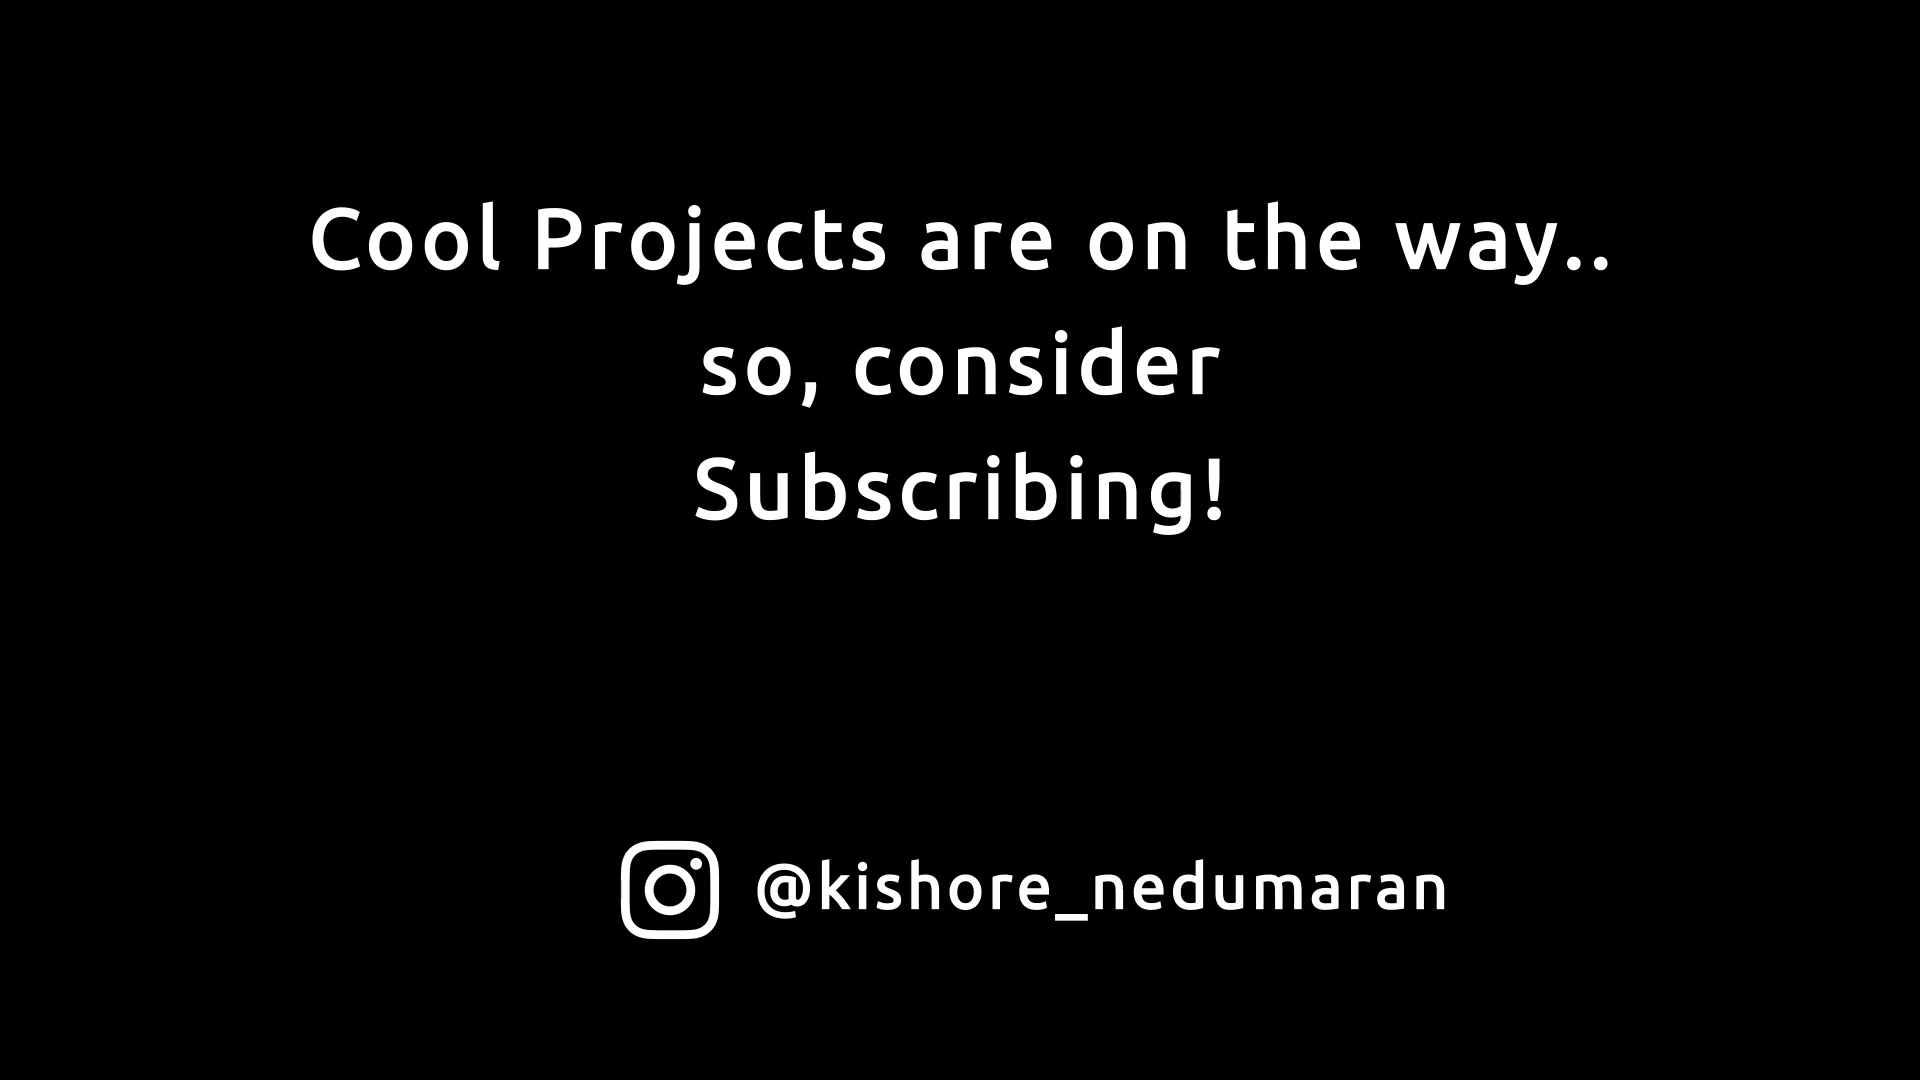 Cool Projects are on the way..
so, consider
Subscribing!
@kishore_nedumaran